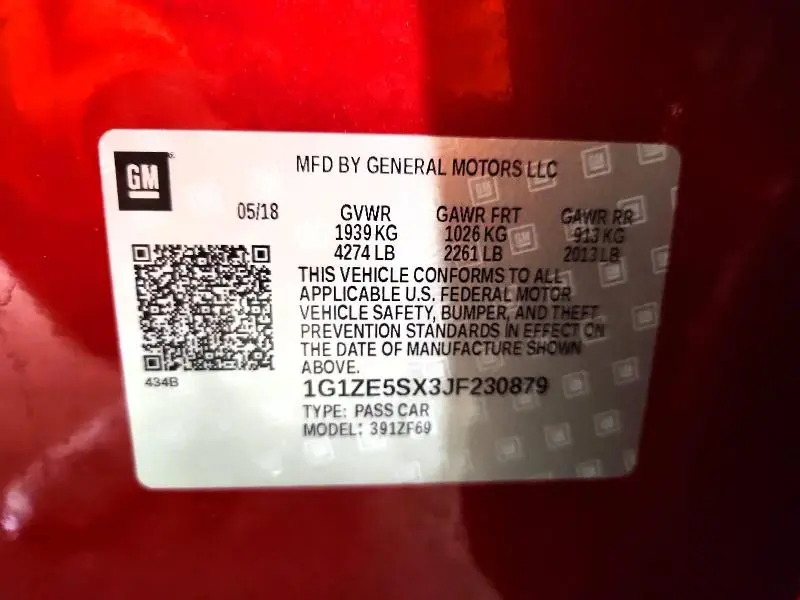 GM
MFD BY GENERAL MOTORS LLC
05/18 GVWR GAWR FRT GAWR RR
1939 KG 1026 KG 913 KG
4274 LB 2261 LB 2013 LB
THIS VEHICLE CONFORMS TO ALL
APPLICABLE U.S. FEDERAL MOTOR
VEHICLE SAFETY, BUMPER, AND THEFT
PREVENTION STANDARDS IN EFFECT ON
THE DATE OF MANUFACTURE SHOWN
ABOVE.
434B
1G1ZE5SX3JF230879
TYPE: PASS CAR
MODEL: 391ZF69